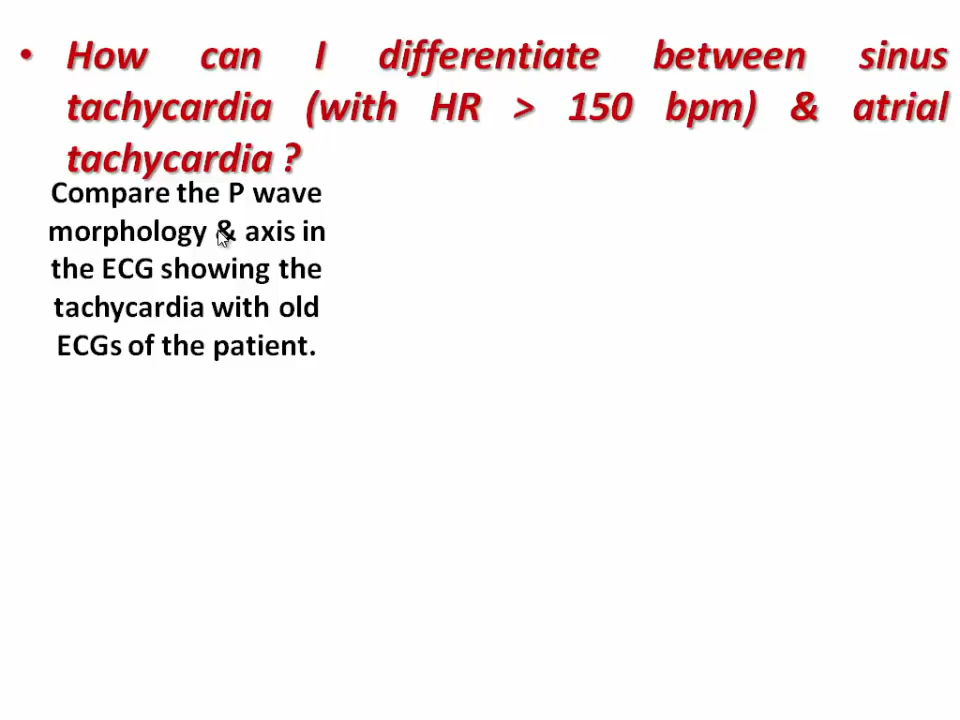 • How can I differentiate between sinus
tachycardia (with HR > 150 bpm) & atrial
tachycardia ?
Compare the P wave
morphology & axis in
the ECG showing the
tachycardia with old
ECGs of the patient.